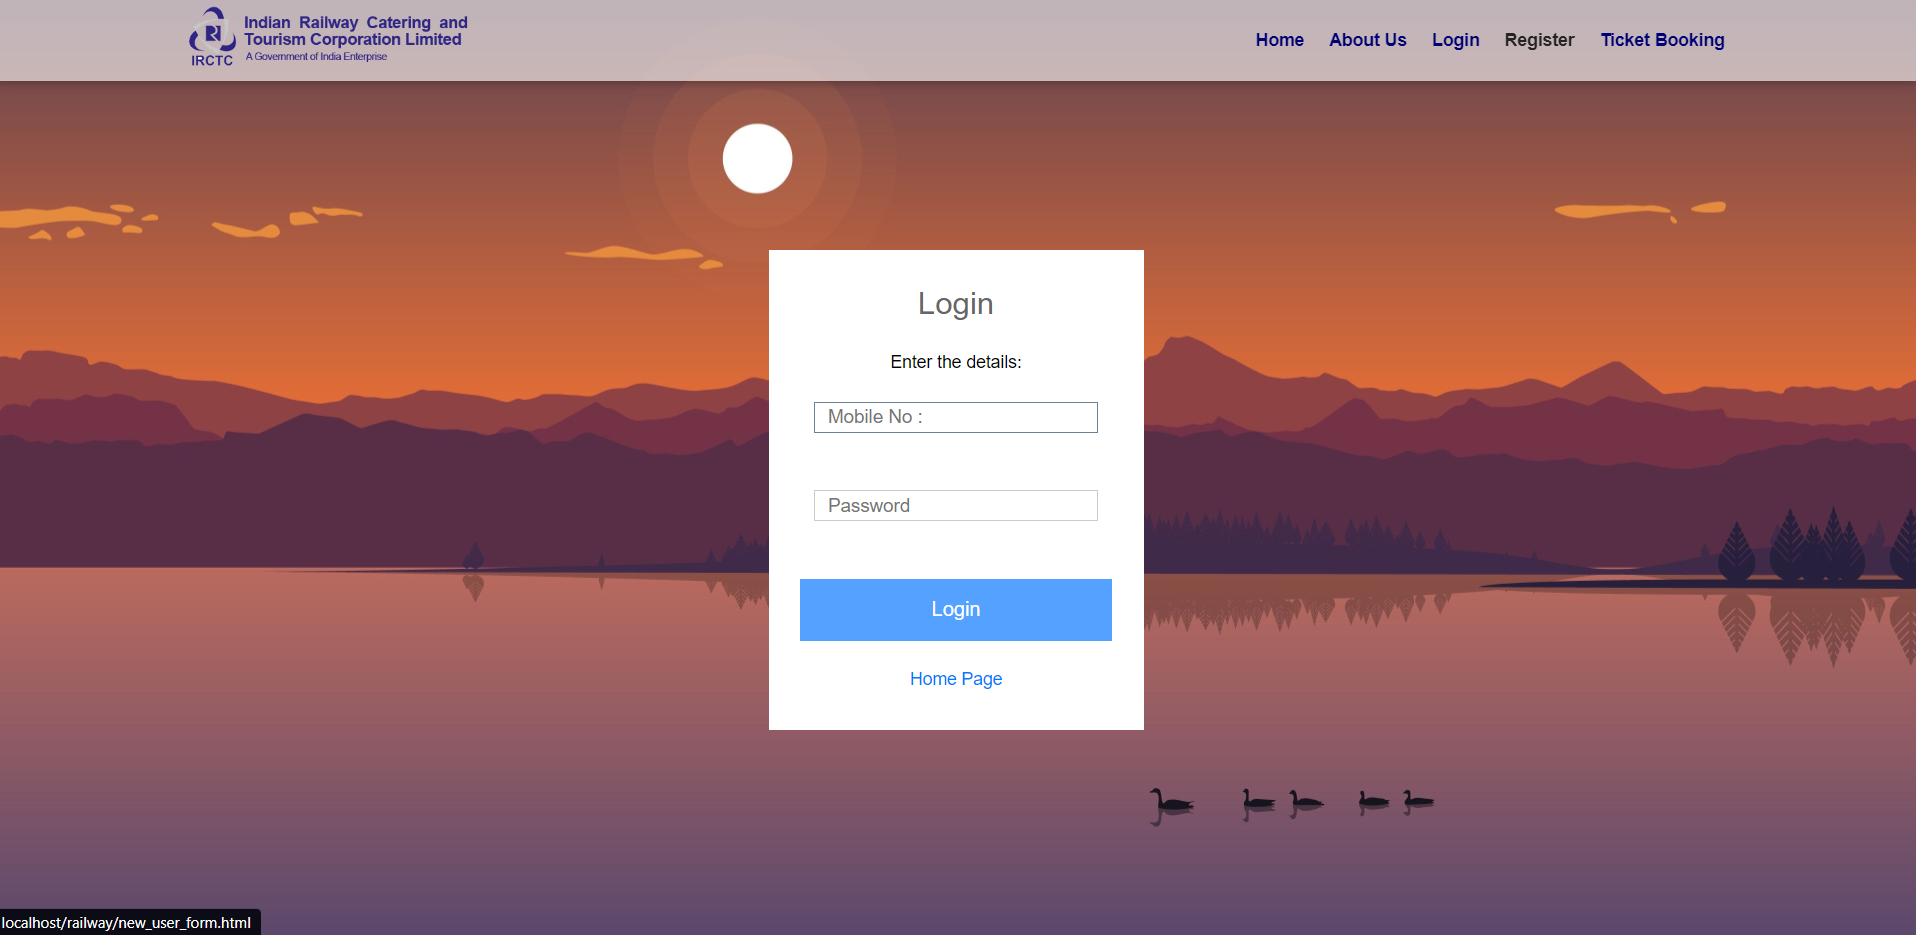 Indian Railway Catering and
Tourism Corporation Limited
A Government of India Enterprise
IRCTC
Home About Us Login Register Ticket Booking
Login
Enter the details:
Mobile No :
Password
Login
Home Page
localhost/railway/new_user_form.html